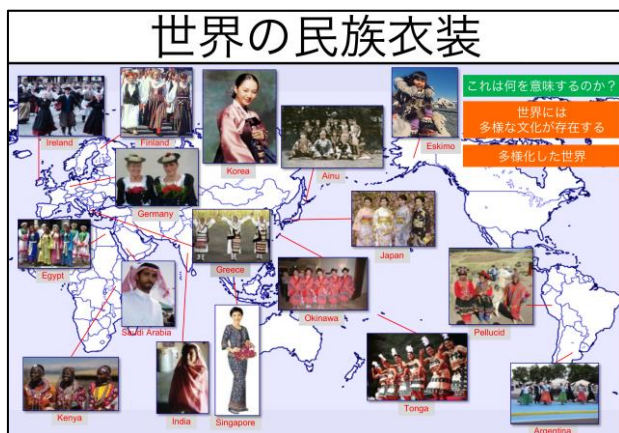 世界の民族衣装
これは何を意味するのか？
世界には
多様な文化が存在する
多様化した世界
Ireland
Finland
Korea
Ainu
Eskimo
Germany
Egypt
Greece
Japan
Saudi Arabia
Okinawa
Pellucid
Kenya
India
Singapore
Tonga
Argentina